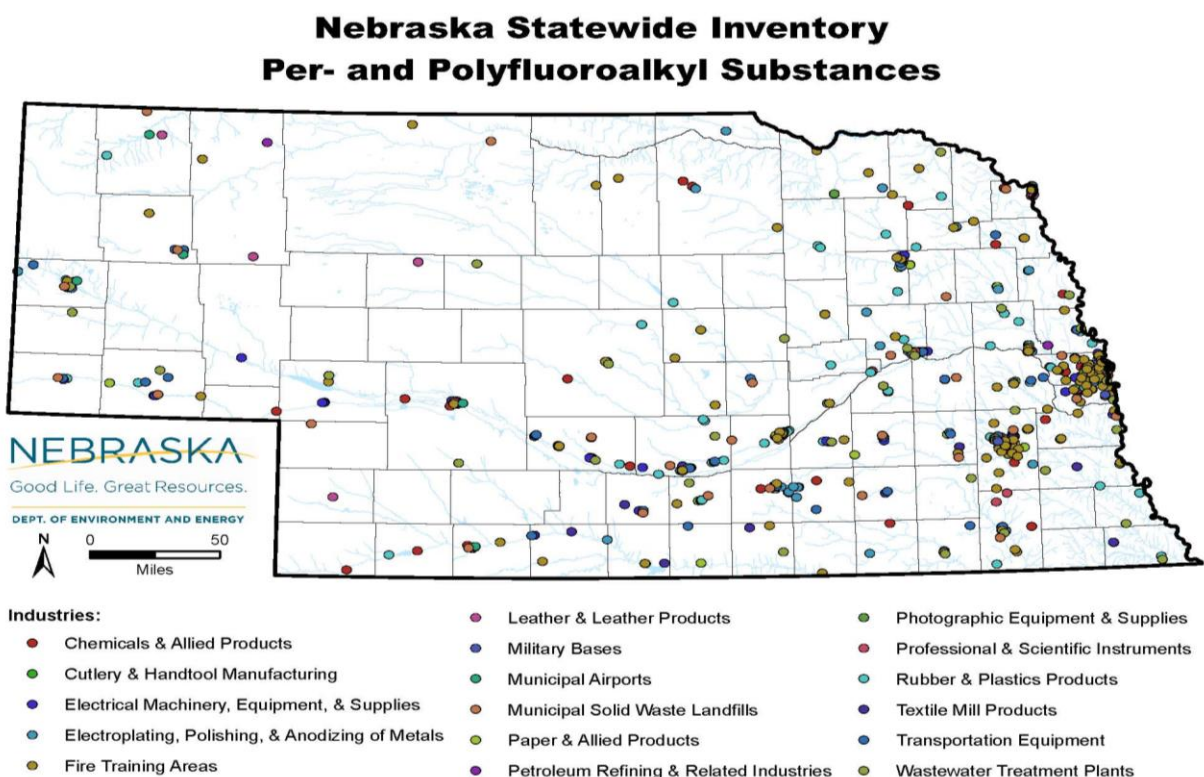 Nebraska Statewide Inventory
Per- and Polyfluoroalkyl Substances
NEBRASKA
Good Life. Great Resources.
DEPT. OF ENVIRONMENT AND ENERGY
N
0 50
Miles
Industries:
Chemicals & Allied Products
Cutlery & Handtool Manufacturing
Electrical Machinery, Equipment, & Supplies
Electroplating, Polishing, & Anodizing of Metals
Fire Training Areas
Leather & Leather Products
Military Bases
Municipal Airports
Municipal Solid Waste Landfills
Paper & Allied Products
Petroleum Refining & Related Industries
Photographic Equipment & Supplies
Professional & Scientific Instruments
Rubber & Plastics Products
Textile Mill Products
Transportation Equipment
Wastewater Treatment Plants